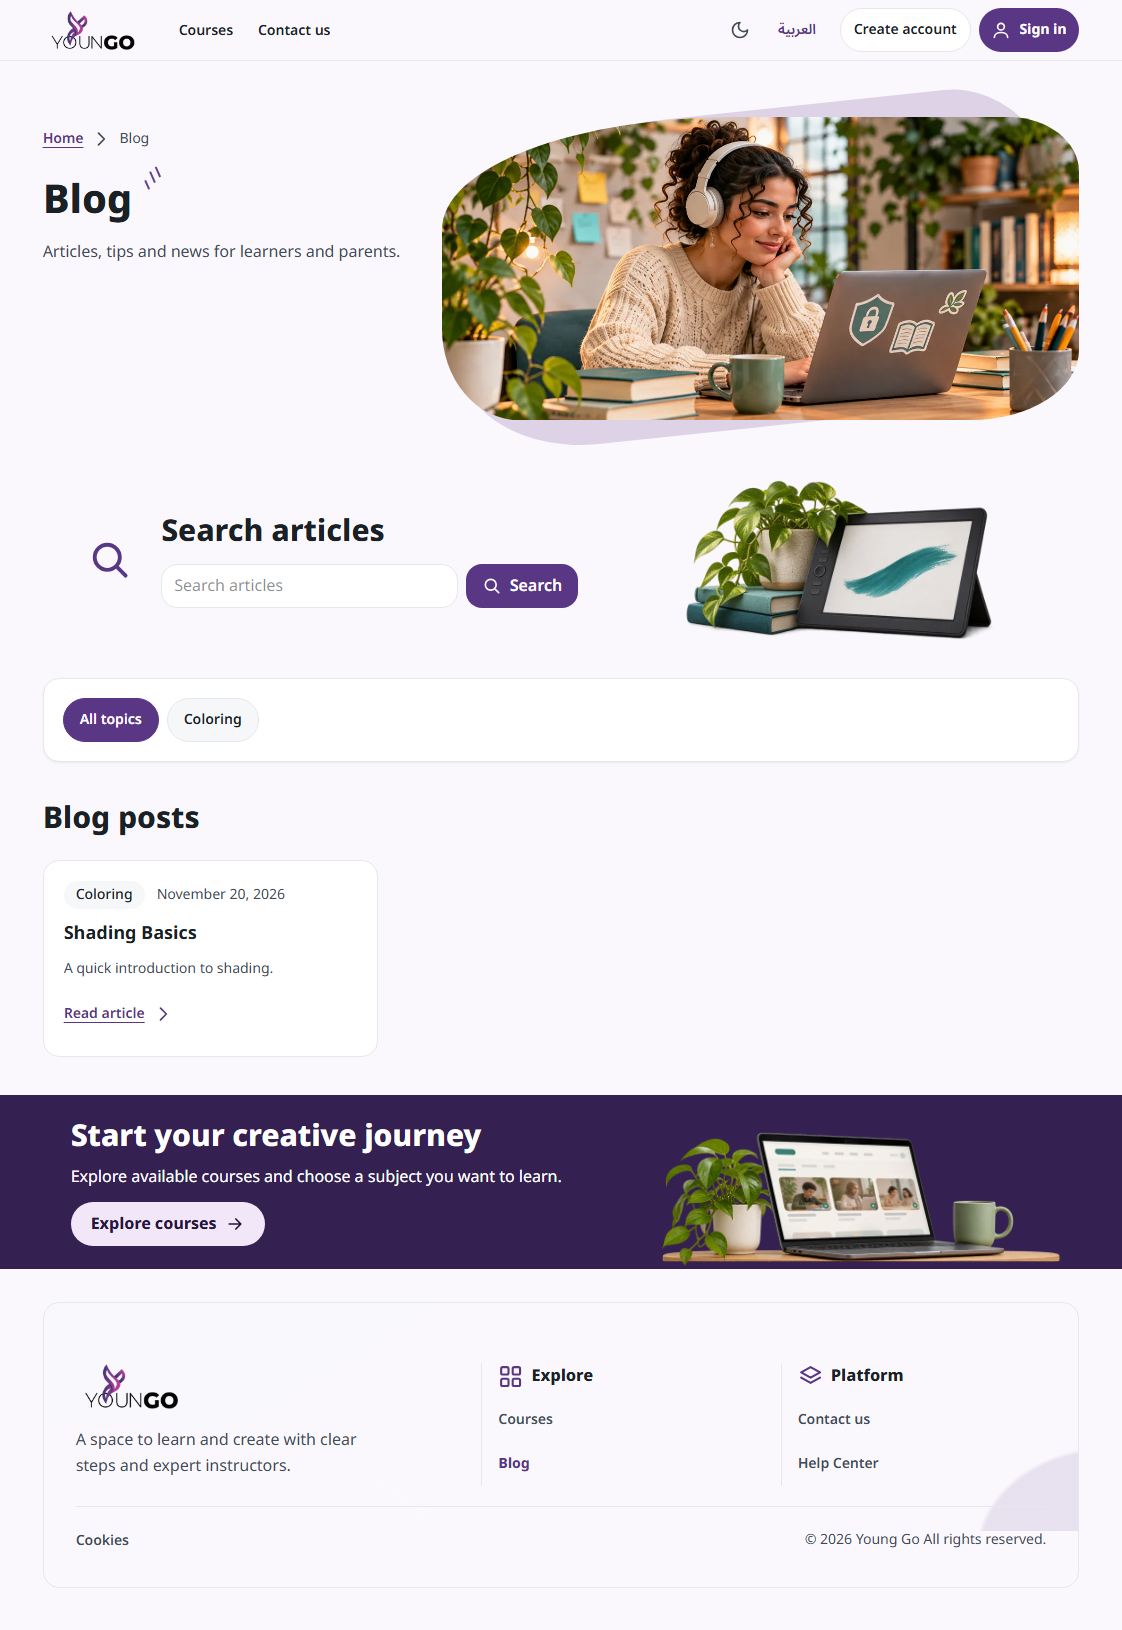 YOUNGO
Courses
Contact us
العربية
Create account
Sign in
Home
Blog
Blog
Articles, tips and news for learners and parents.
Search articles
Search articles
Search
All topics
Coloring
Blog posts
Coloring
November 20, 2026
Shading Basics
A quick introduction to shading.
Read article
Start your creative journey
Explore available courses and choose a subject you want to learn.
Explore courses
YOUNGO
A space to learn and create with clear
steps and expert instructors.
Explore
Courses
Blog
Platform
Contact us
Help Center
Cookies
© 2026 Young Go All rights reserved.